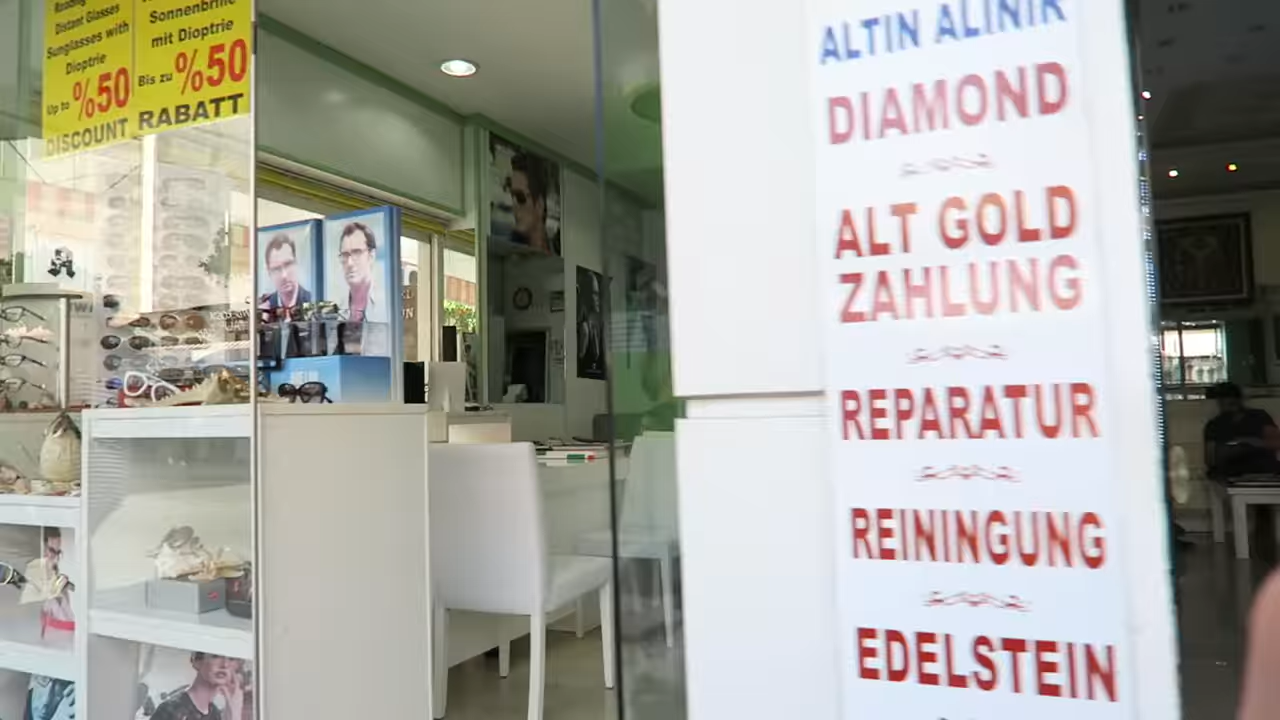 Reading
Distant Glasses
Sunglasses with
Dioptrie
Up to %50
DISCOUNT
Sonnenbrille
mit Dioptrie
Bis zu %50
RABATT
ALTIN ALINIR
DIAMOND
ALT GOLD
ZAHLUNG
REPARATUR
REININGUNG
EDELSTEIN